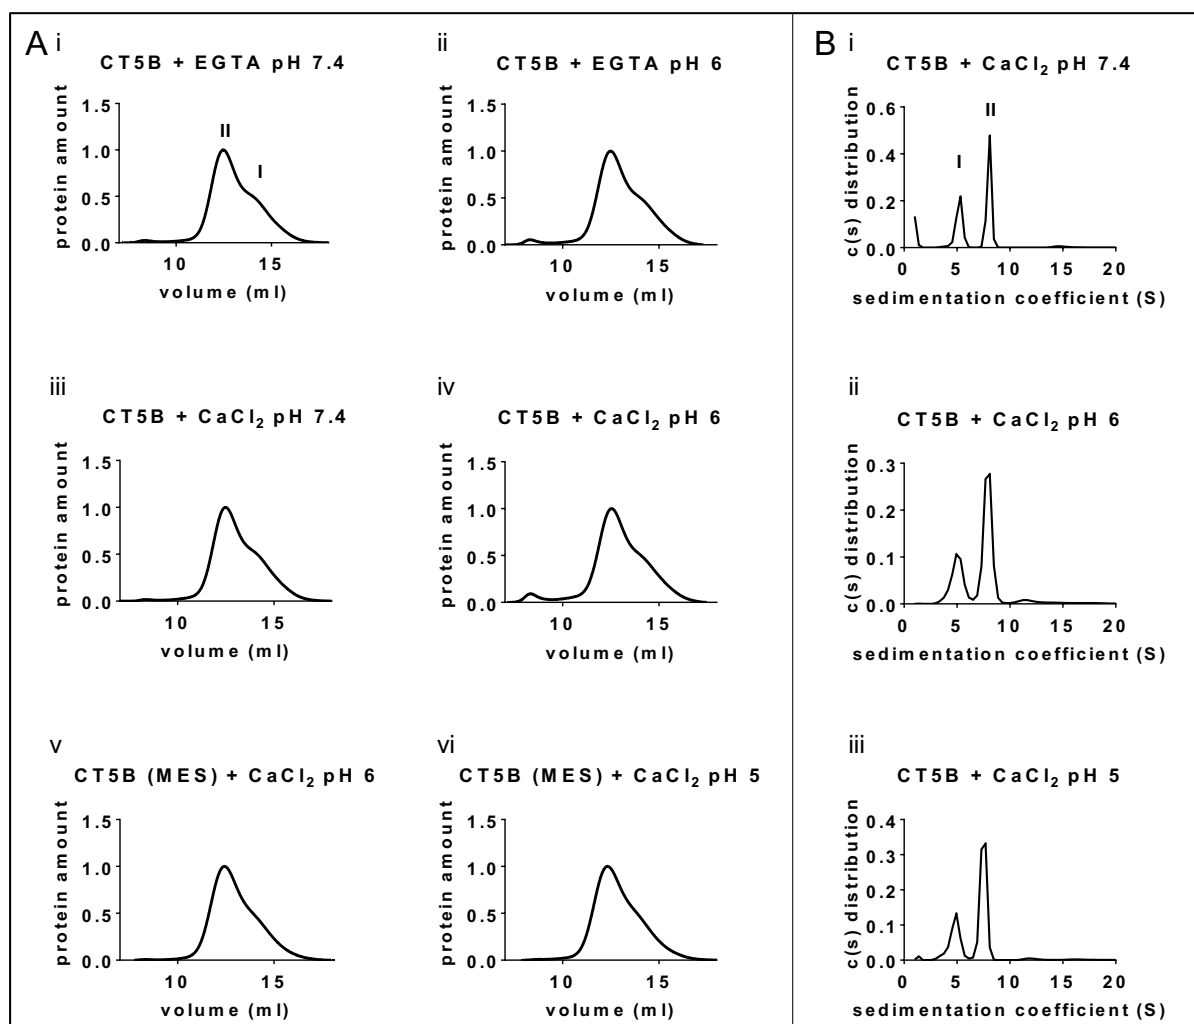 A i
CT5B + EGTA pH 7.4
protein amount
1.5
1.0
0.5
0.0
II
I
10 15
volume (ml)
ii
CT5B + EGTA pH 6
protein amount
1.5
1.0
0.5
0.0
10 15
volume (ml)
iii
CT5B + CaCl₂ pH 7.4
protein amount
1.5
1.0
0.5
0.0
10 15
volume (ml)
iv
CT5B + CaCl₂ pH 6
protein amount
1.5
1.0
0.5
0.0
10 15
volume (ml)
v
CT5B (MES) + CaCl₂ pH 6
protein amount
1.5
1.0
0.5
0.0
10 15
volume (ml)
vi
CT5B (MES) + CaCl₂ pH 5
protein amount
1.5
1.0
0.5
0.0
10 15
volume (ml)
B i
CT5B + CaCl₂ pH 7.4
c(s) distribution
0.6
0.4
0.2
0.0
I
II
0 5 10 15 20
sedimentation coefficient (S)
ii
CT5B + CaCl₂ pH 6
c(s) distribution
0.3
0.2
0.1
0.0
0 5 10 15 20
sedimentation coefficient (S)
iii
CT5B + CaCl₂ pH 5
c(s) distribution
0.4
0.3
0.2
0.1
0.0
0 5 10 15 20
sedimentation coefficient (S)